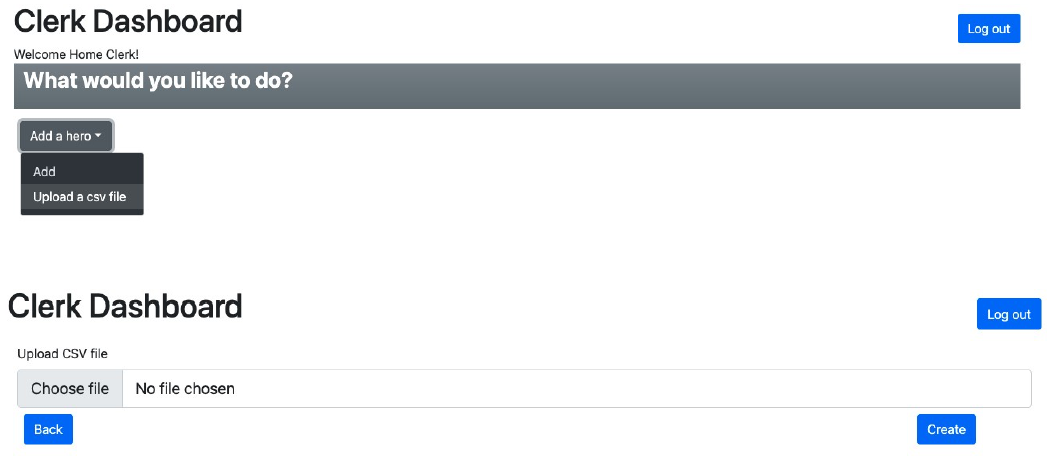 Clerk Dashboard
Log out
Welcome Home Clerk!
What would you like to do?
Add a hero
Add
Upload a csv file
Clerk Dashboard
Log out
Upload CSV file
Choose file No file chosen
Back Create